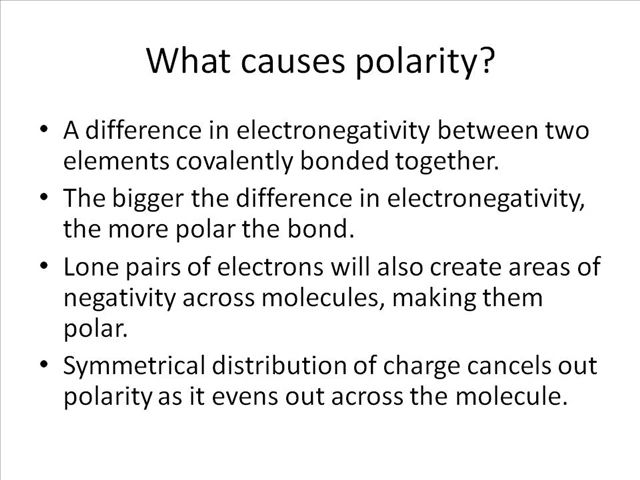 What causes polarity?
• A difference in electronegativity between two
elements covalently bonded together.
• The bigger the difference in electronegativity,
the more polar the bond.
• Lone pairs of electrons will also create areas of
negativity across molecules, making them
polar.
• Symmetrical distribution of charge cancels out
polarity as it evens out across the molecule.